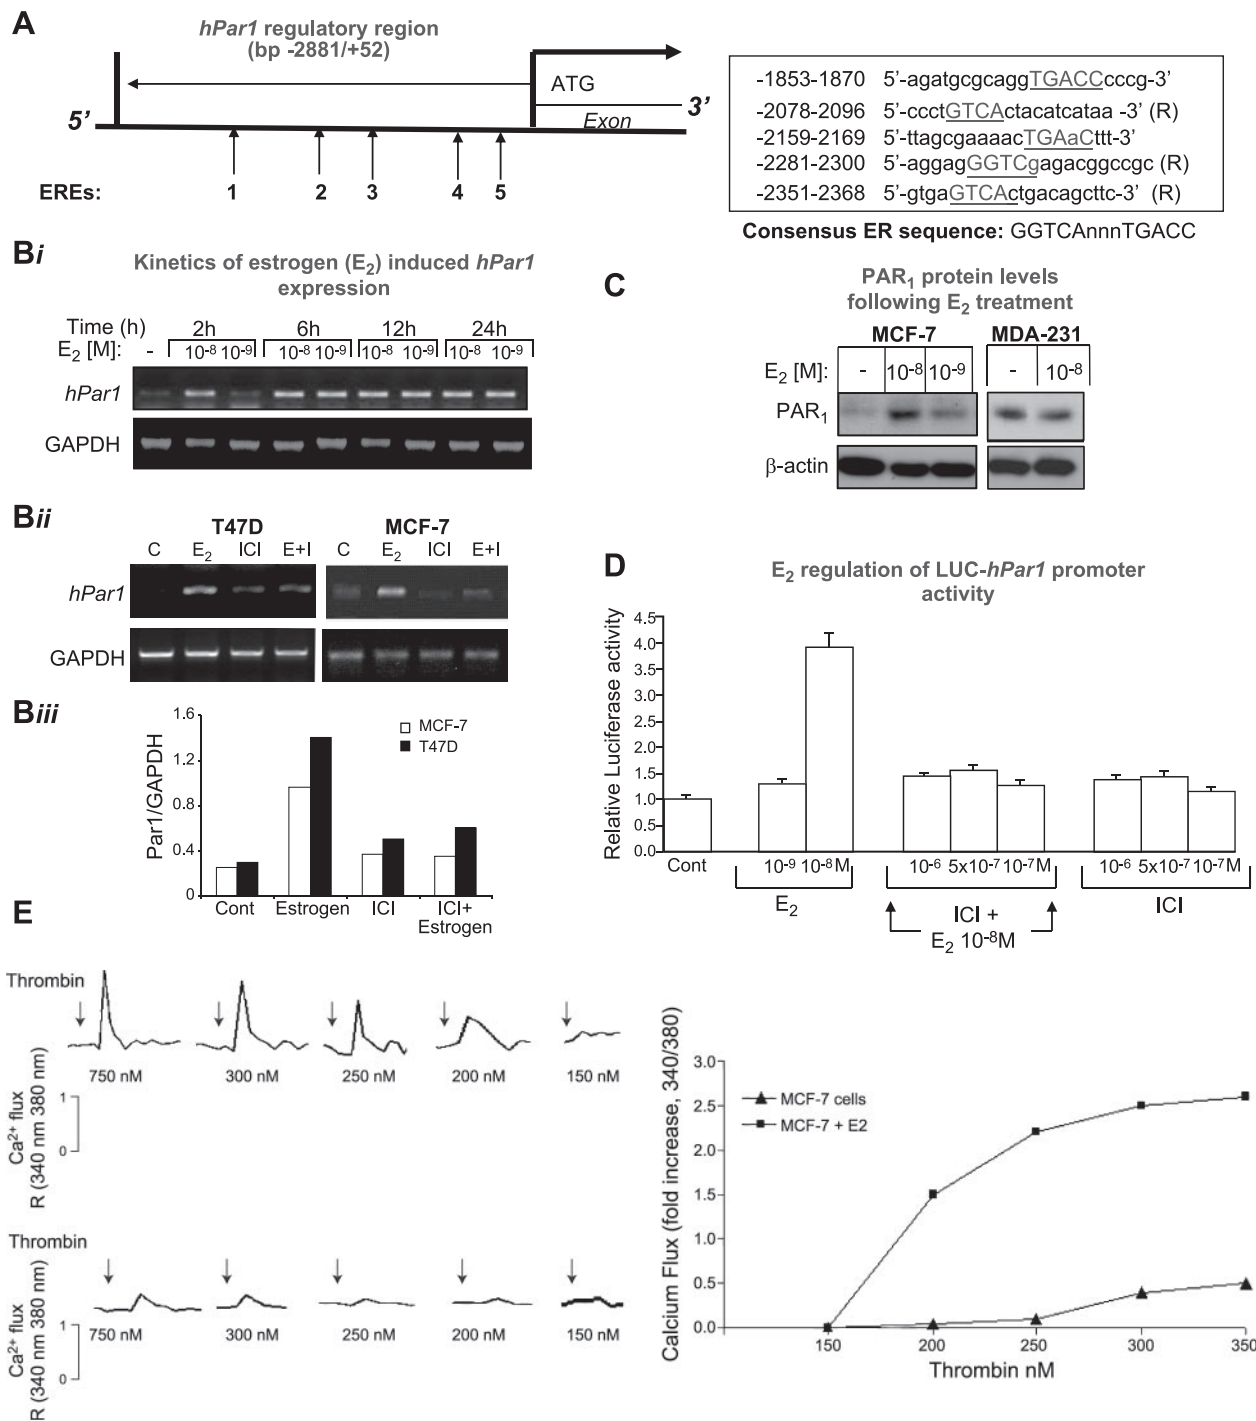 A
hPar1 regulatory region
(bp -2881/+52)
ATG
5’
Exon
3’
EREs: 1 2 3 4 5
-1853-1870 5’-agatgcgcaggTGACCcccg-3’
-2078-2096 5’-ccctGTCActacatcataa -3’ (R)
-2159-2169 5’-ttagcgaaaacTGAaCttt-3’
-2281-2300 5’-aggagGGTCgagacggccgc (R)
-2351-2368 5’-gtgaGTCActgacagcttc-3’ (R)
Consensus ER sequence: GGTCAnnnTGACC
Bi
Kinetics of estrogen (E2) induced hPar1
expression
Time (h) 2h 6h 12h 24h
E2 [M]: - 10-8 10-9 10-8 10-9 10-8 10-9 10-8 10-9
hPar1
GAPDH
Bii
T47D MCF-7
C E2 ICI E+I C E2 ICI E+I
hPar1
GAPDH
Biii
Par1/GAPDH
1.6
1.2
0.8
0.4
0
MCF-7
T47D
Cont Estrogen ICI ICI+
Estrogen
C
PAR1 protein levels
following E2 treatment
MCF-7 MDA-231
E2 [M]: - 10-8 10-9 - 10-8
PAR1
β-actin
D
E2 regulation of LUC-hPar1 promoter
activity
Relative Luciferase activity
4.5
4.0
3.5
3.0
2.5
2.0
1.5
1.0
0.5
0.0
Cont 10-9 10-8M 10-6 5x10-7 10-7M 10-6 5x10-7 10-7M
E2 ICI +
E2 10-8M
ICI
E
Thrombin
750 nM 300 nM 250 nM 200 nM 150 nM
Ca2+ flux
R (340 nm 380 nm)
1
0
Thrombin
750 nM 300 nM 250 nM 200 nM 150 nM
Ca2+ flux
R (340 nm 380 nm)
1
0
Calcium Flux (fold increase, 340/380)
3.0
2.5
2.0
1.5
1.0
0.5
0.0
MCF-7 cells
MCF-7 + E2
150 200 250 300 350
Thrombin nM